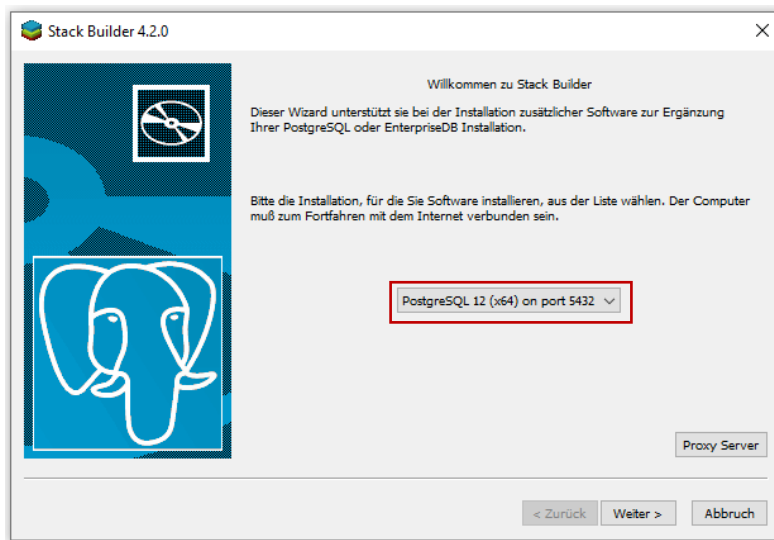 Stack Builder 4.2.0
Willkommen zu Stack Builder
Dieser Wizard unterstützt sie bei der Installation zusätzlicher Software zur Ergänzung
Ihrer PostgreSQL oder EnterpriseDB Installation.
Bitte die Installation, für die Sie Software installieren, aus der Liste wählen. Der Computer
muß zum Fortfahren mit dem Internet verbunden sein.
PostgreSQL 12 (x64) on port 5432
Proxy Server
< Zurück Weiter > Abbruch